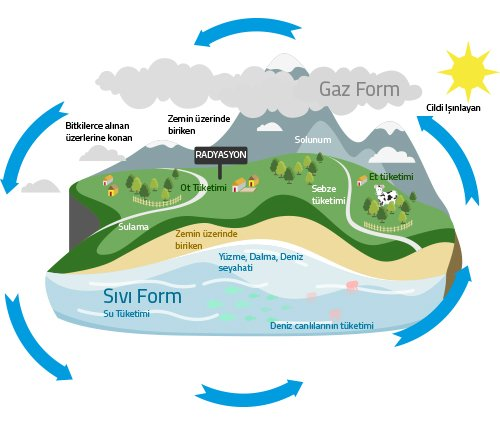 Gaz Form
Cildi Işınlayan
Zemin üzerinde
biriken
Bitkilerce alınan
üzerlerine konan
Solunum
RADYASYON
Et tüketimi
Ot Tüketimi
Sebze
tüketimi
Sulama
Zemin üzerinde
biriken
Yüzme, Dalma, Deniz
seyahati
Sıvı Form
Su Tüketimi
Deniz canlılarının tüketimi